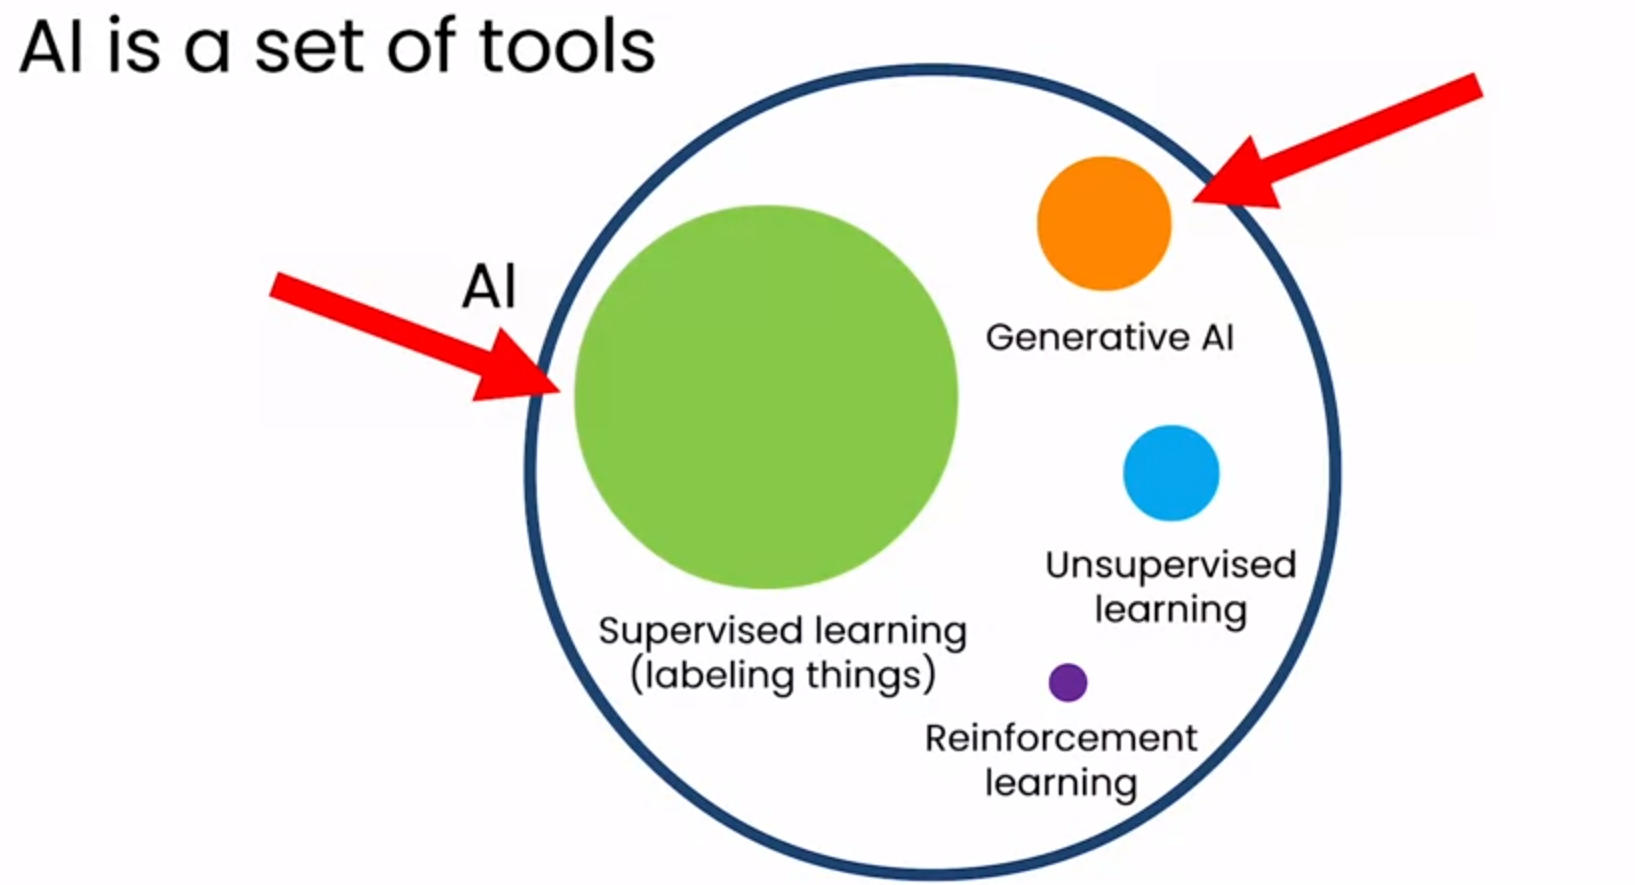 AI is a set of tools
AI
Generative AI
Unsupervised
learning
Supervised learning
(labeling things)
Reinforcement
learning